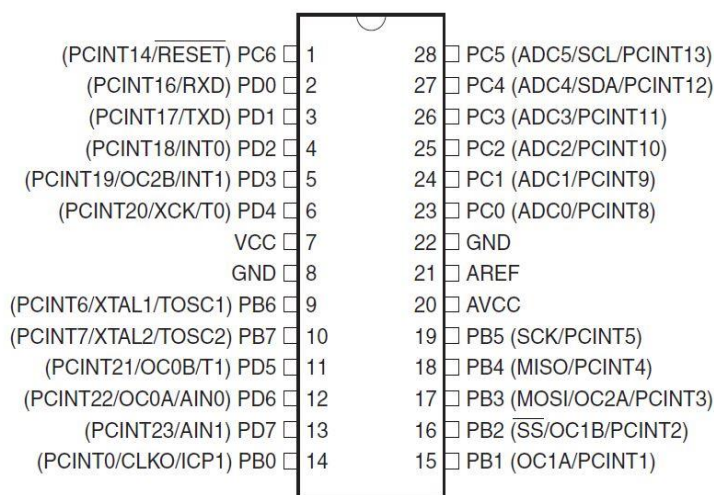 (PCINT14/RESET) PC6 1 28 PC5 (ADC5/SCL/PCINT13)
(PCINT16/RXD) PD0 2 27 PC4 (ADC4/SDA/PCINT12)
(PCINT17/TXD) PD1 3 26 PC3 (ADC3/PCINT11)
(PCINT18/INT0) PD2 4 25 PC2 (ADC2/PCINT10)
(PCINT19/OC2B/INT1) PD3 5 24 PC1 (ADC1/PCINT9)
(PCINT20/XCK/T0) PD4 6 23 PC0 (ADC0/PCINT8)
VCC 7 22 GND
GND 8 21 AREF
(PCINT6/XTAL1/TOSC1) PB6 9 20 AVCC
(PCINT7/XTAL2/TOSC2) PB7 10 19 PB5 (SCK/PCINT5)
(PCINT21/OC0B/T1) PD5 11 18 PB4 (MISO/PCINT4)
(PCINT22/OC0A/AIN0) PD6 12 17 PB3 (MOSI/OC2A/PCINT3)
(PCINT23/AIN1) PD7 13 16 PB2 (SS/OC1B/PCINT2)
(PCINT0/CLKO/ICP1) PB0 14 15 PB1 (OC1A/PCINT1)